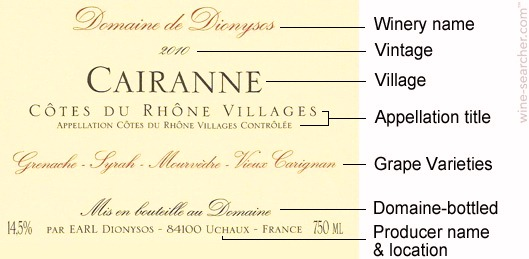 Domaine de Dionysos
Winery name
2010
Vintage
CAIRANNE
Village
CÔTES DU RHÔNE VILLAGES
APPELLATION CÔTES DU RHÔNE VILLAGES CONTRÔLÉE
Appellation title
Grenache - Syrah - Mourvèdre - Vieux Carignan
Grape Varieties
Mis en bouteille au Domaine
Domaine-bottled
14.5% PAR EARL DIONYSOS - 84100 UCHAUX - FRANCE 750 ML
Producer name
& location
wine-searcher.com